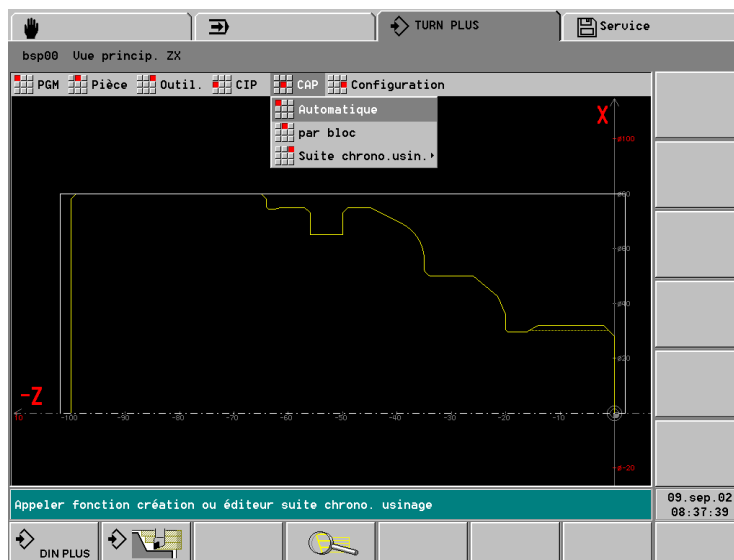 TURN PLUS
Service
bsp00 Vue princip. ZX
PGM Pièce Outil. CIP CAP Configuration
Automatique
par bloc
Suite chrono.usin.
X
ø100
ø80
ø60
ø40
ø20
-Z
-100 -90 -80 -70 -60 -50 -40 -30 -20 -10
ø-20
Appeler fonction création ou éditeur suite chrono. usinage
09.sep.02
08:37:39
DIN PLUS